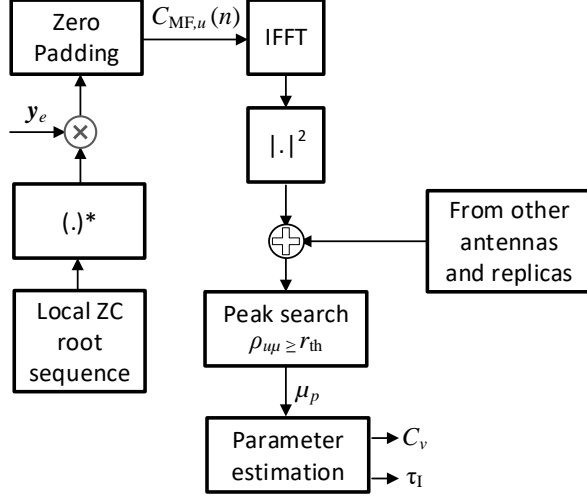 Zero
Padding
C_MF,u(n)
IFFT
y_e
×
|.|²
(.)*
From other
antennas
and replicas
Local ZC
root
sequence
Peak search
ρ_uμ ≥ r_th
μ_p
Parameter
estimation
C_v
τ_I